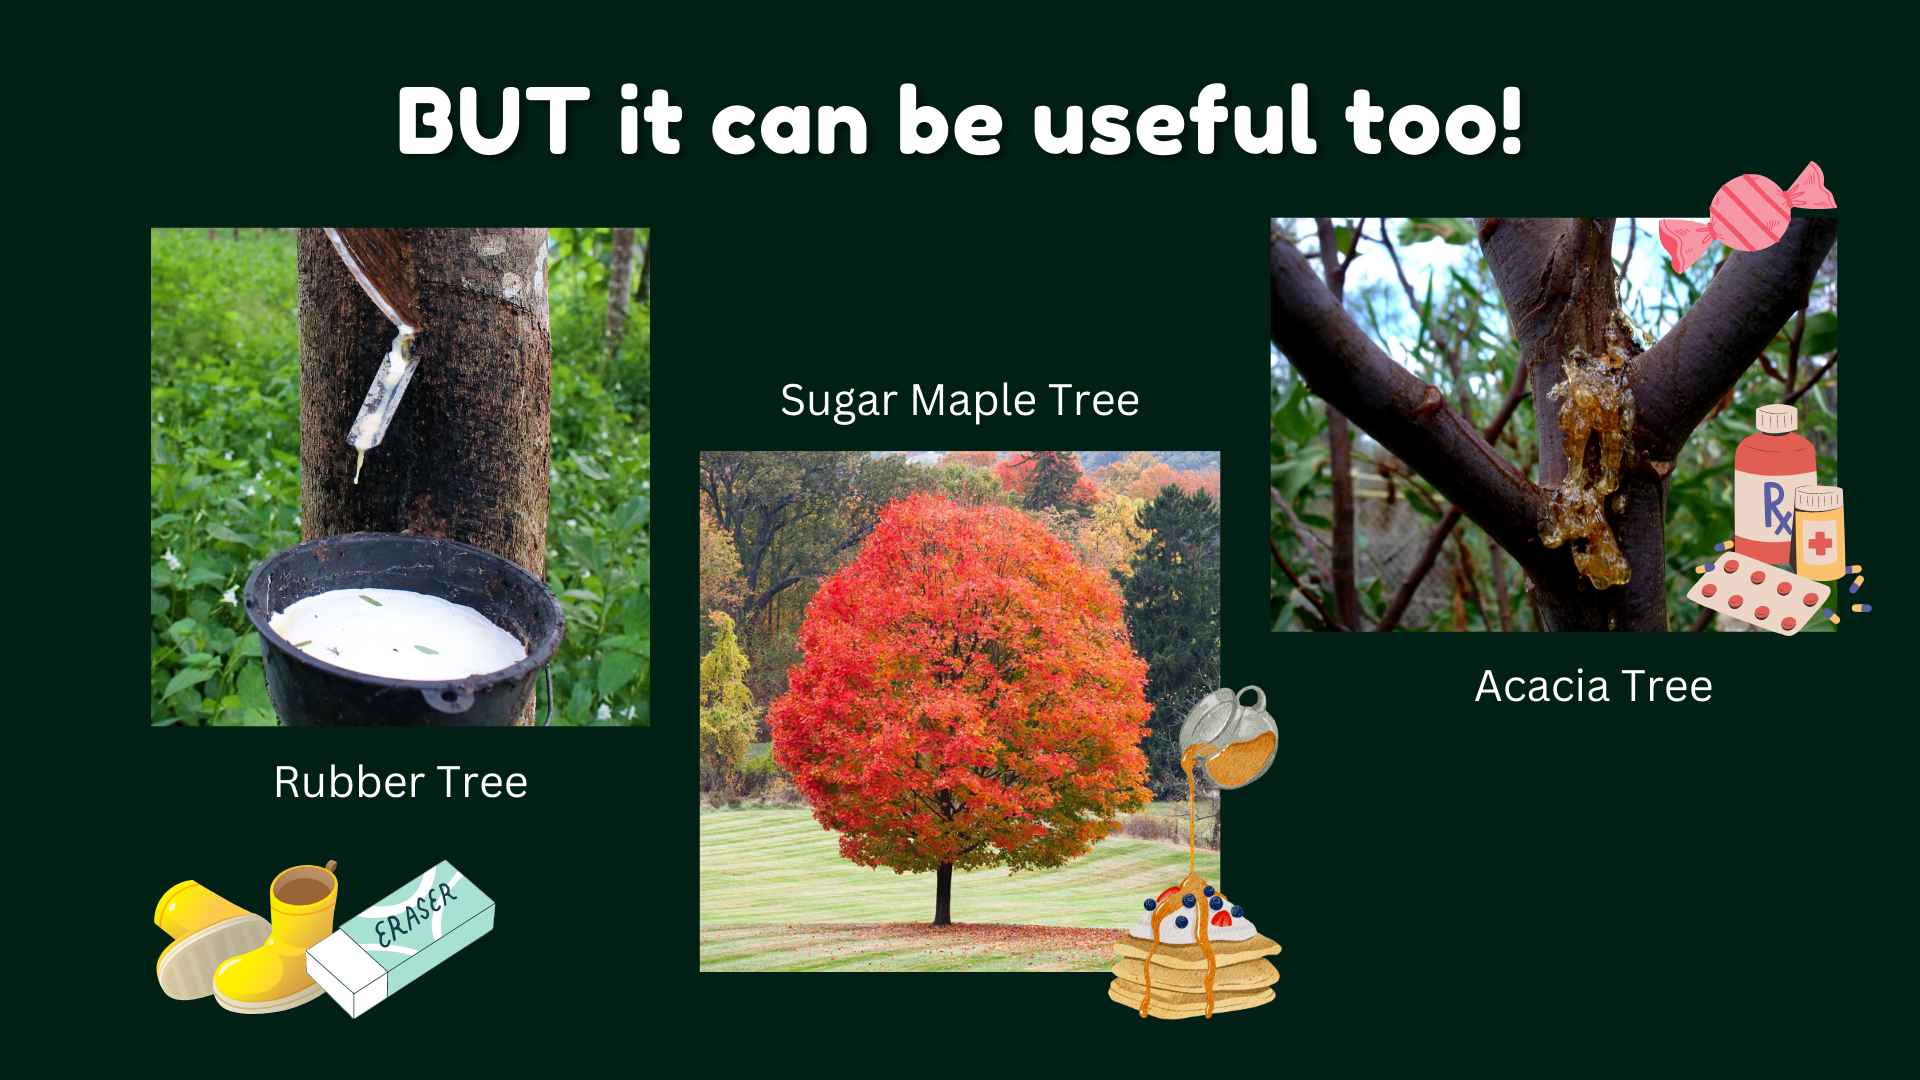 BUT it can be useful too!
Sugar Maple Tree
Rx
Acacia Tree
Rubber Tree
ERASER